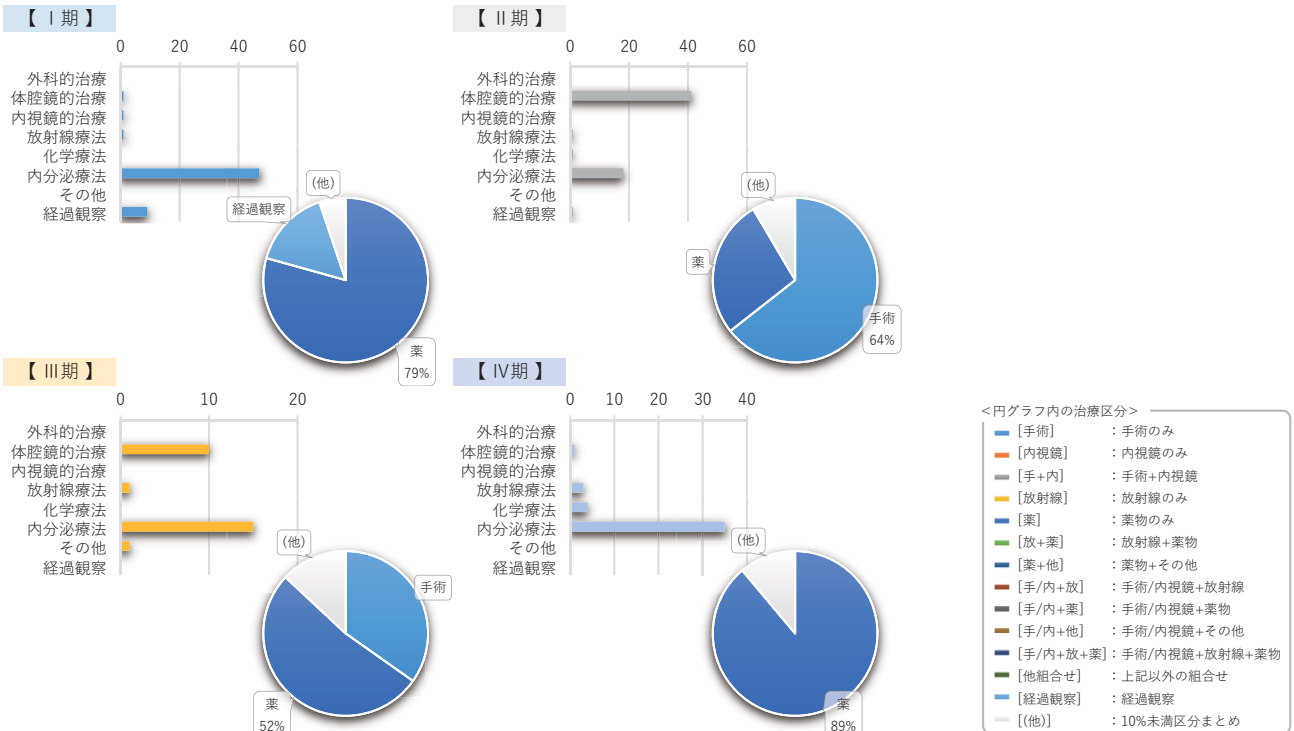 【 Ⅰ期 】
0 20 40 60
外科的治療
体腔鏡的治療
内視鏡的治療
放射線療法
化学療法
内分泌療法
その他
経過観察
(他)
経過観察
薬
79%
【 Ⅱ期 】
0 20 40 60
外科的治療
体腔鏡的治療
内視鏡的治療
放射線療法
化学療法
内分泌療法
その他
経過観察
(他)
薬
手術
64%
【 Ⅲ期 】
0 10 20
外科的治療
体腔鏡的治療
内視鏡的治療
放射線療法
化学療法
内分泌療法
その他
経過観察
(他)
手術
薬
52%
【 Ⅳ期 】
0 10 20 30 40
外科的治療
体腔鏡的治療
内視鏡的治療
放射線療法
化学療法
内分泌療法
その他
経過観察
(他)
薬
89%
＜円グラフ内の治療区分＞
[手術] ：手術のみ
[内視鏡] ：内視鏡のみ
[手+内] ：手術+内視鏡
[放射線] ：放射線のみ
[薬] ：薬物のみ
[放+薬] ：放射線+薬物
[薬+他] ：薬物+その他
[手/内+放] ：手術/内視鏡+放射線
[手/内+薬] ：手術/内視鏡+薬物
[手/内+他] ：手術/内視鏡+その他
[手/内+放+薬]：手術/内視鏡+放射線+薬物
[他組合せ] ：上記以外の組合せ
[経過観察] ：経過観察
[(他)] ：10%未満区分まとめ